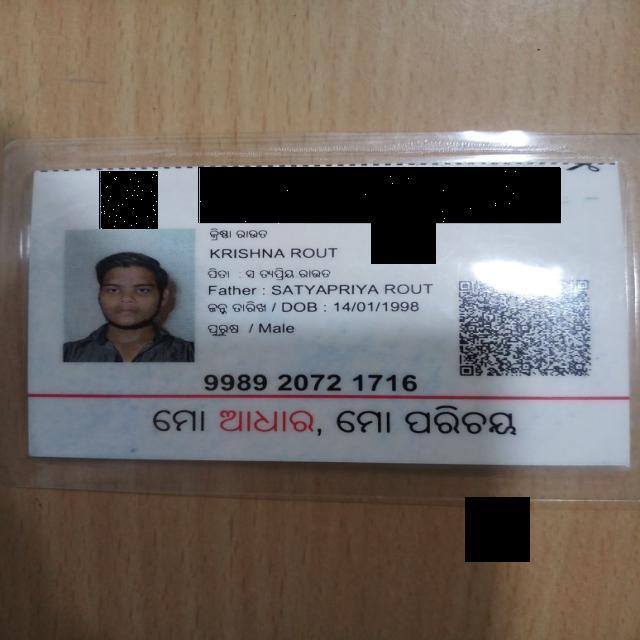 କ୍ରିଷ୍ନା ରାଉତ
KRISHNA ROUT
ପିତା : ସତ୍ୟପ୍ରିୟ ରାଉତ
Father : SATYAPRIYA ROUT
ଜନ୍ମ ତାରିଖ / DOB : 14/01/1998
ପୁରୁଷ / Male
9989 2072 1716
ମୋ ଆଧାର, ମୋ ପରିଚୟ